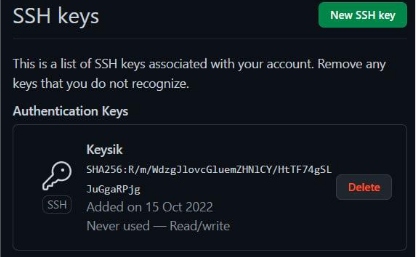 SSH keys
New SSH key
This is a list of SSH keys associated with your account. Remove any
keys that you do not recognize.
Authentication Keys
Keysik
SHA256:R/m/WdzgJlovcGluemZHNlCY/HtTF74gSL
JuGgaRPjg
SSH
Delete
Added on 15 Oct 2022
Never used — Read/write